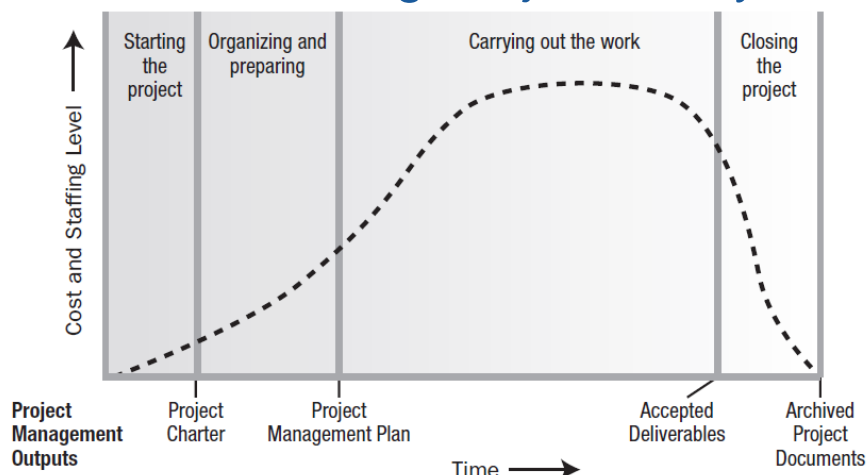 Starting
the
project
Organizing and
preparing
Carrying out the work
Closing
the
project
Cost and Staffing Level
Project
Management
Outputs
Project
Charter
Project
Management Plan
Accepted
Deliverables
Archived
Project
Documents
Time